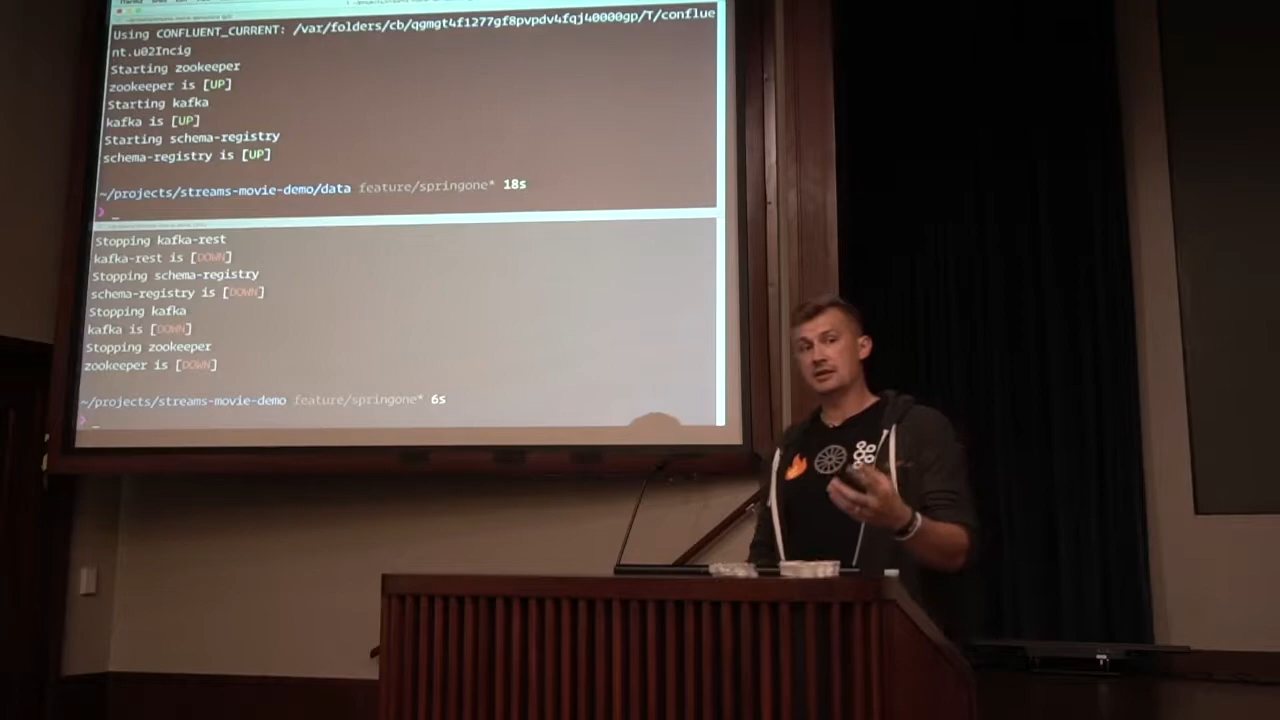 Using CONFLUENT_CURRENT: /var/folders/cb/qgmgt4f1277gf8pvpdv4fqj40000gp/T/conflue
nt.u02Incig
Starting zookeeper
zookeeper is [UP]
Starting kafka
kafka is [UP]
Starting schema-registry
schema-registry is [UP]
~/projects/streams-movie-demo/data feature/springone* 18s
❯ _
Stopping kafka-rest
kafka-rest is [DOWN]
Stopping schema-registry
schema-registry is [DOWN]
Stopping kafka
kafka is [DOWN]
Stopping zookeeper
zookeeper is [DOWN]
~/projects/streams-movie-demo feature/springone* 6s
❯ _